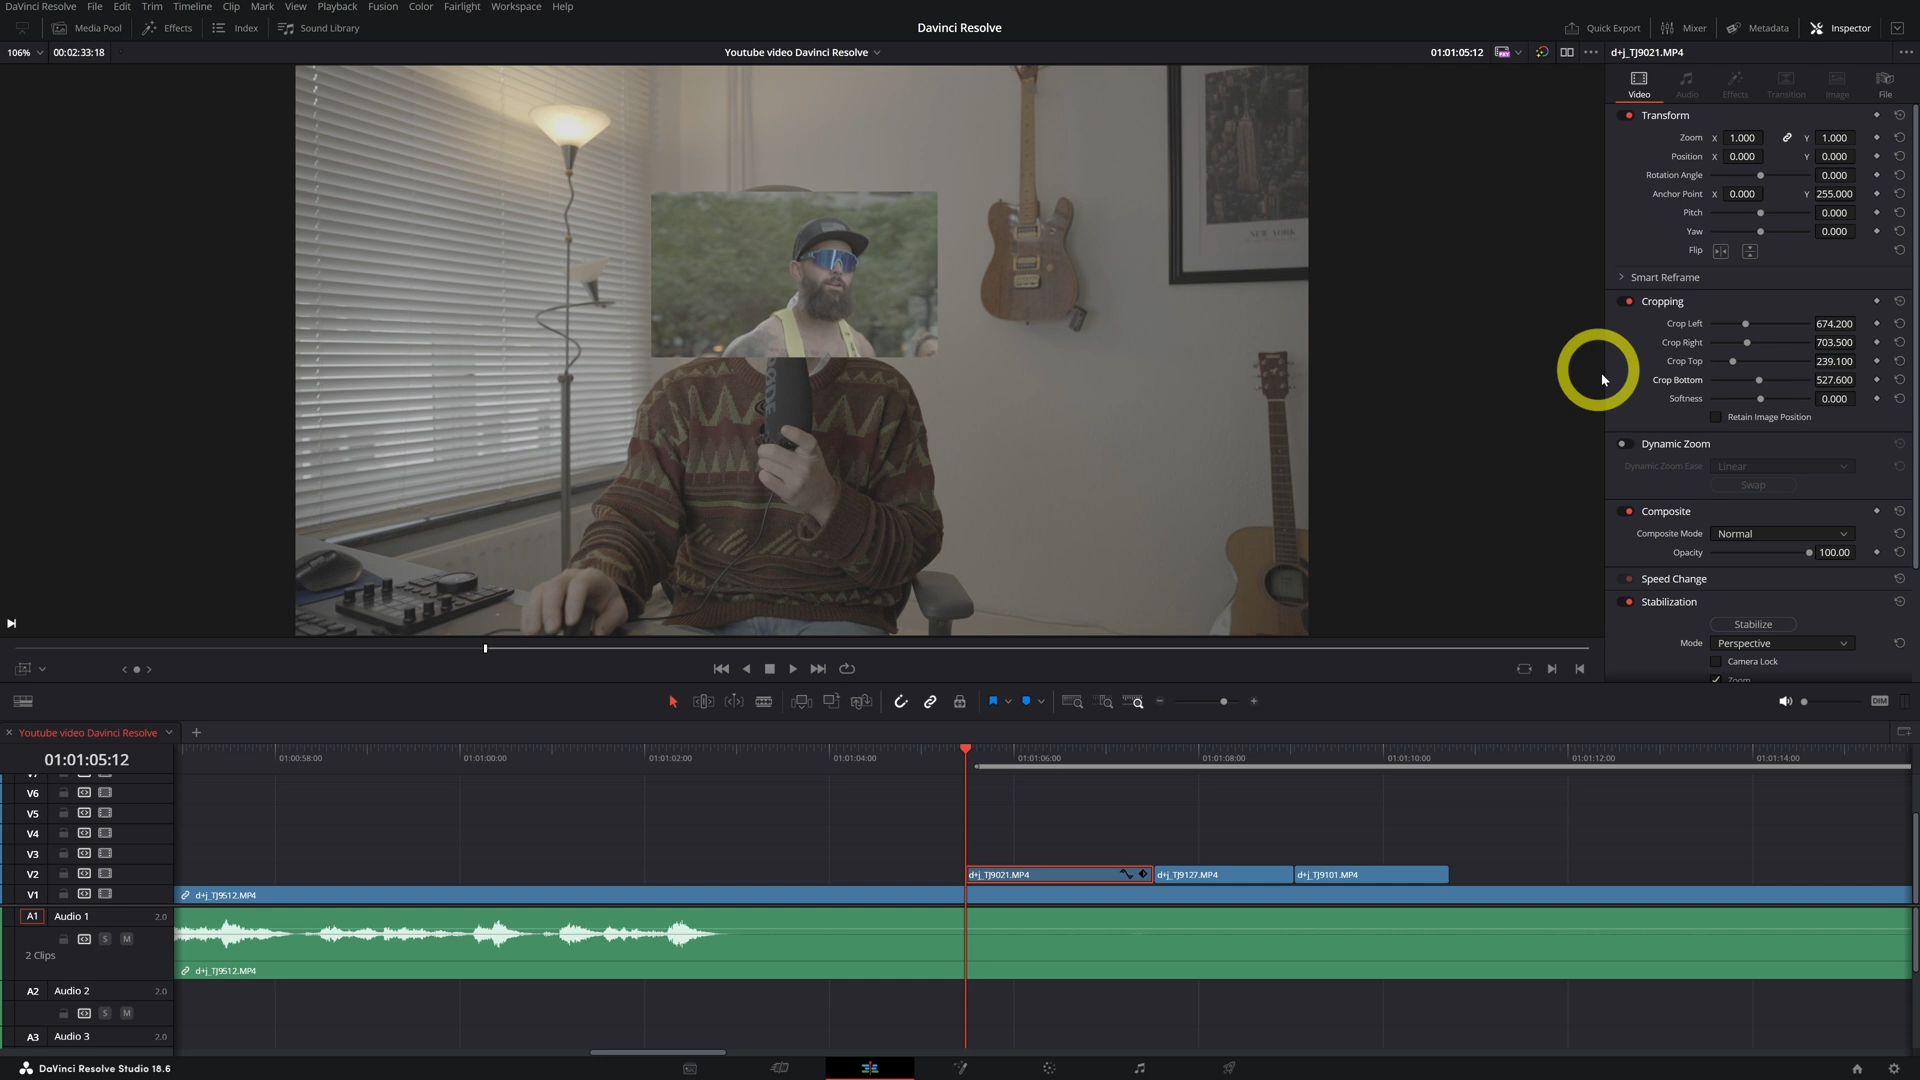 DaVinci Resolve File Edit Trim Timeline Clip Mark View Playback Fusion Color Fairlight Workspace Help
Media Pool Effects Index Sound Library Davinci Resolve Quick Export Mixer Metadata Inspector
106% 00:02:33:18 Youtube video Davinci Resolve 01:01:05:12 d+j_TJ9021.MP4
Video Audio Effects Transition Image File
Transform
Zoom X 1.000 Y 1.000
Position X 0.000 Y 0.000
Rotation Angle 0.000
Anchor Point X 0.000 Y 255.000
Pitch 0.000
Yaw 0.000
Flip
Smart Reframe
Cropping
Crop Left 674.200
Crop Right 703.500
Crop Top 239.100
Crop Bottom 527.600
Softness 0.000
Retain Image Position
Dynamic Zoom
Dynamic Zoom Ease Linear
Swap
Composite
Composite Mode Normal
Opacity 100.00
Speed Change
Stabilization
Stabilize
Mode Perspective
Camera Lock
Zoom
NEW YORK
RODE
DIM
Youtube video Davinci Resolve
01:01:05:12 01:00:58:00 01:01:00:00 01:01:02:00 01:01:04:00 01:01:06:00 01:01:08:00 01:01:10:00 01:01:12:00 01:01:14:00
V7
V6
V5
V4
V3
V2 d+j_TJ9021.MP4 d+j_TJ9127.MP4 d+j_TJ9101.MP4
V1 d+j_TJ9512.MP4
A1 Audio 1 2.0
S M
2 Clips
d+j_TJ9512.MP4
A2 Audio 2 2.0
S M
A3 Audio 3 2.0
DaVinci Resolve Studio 18.6